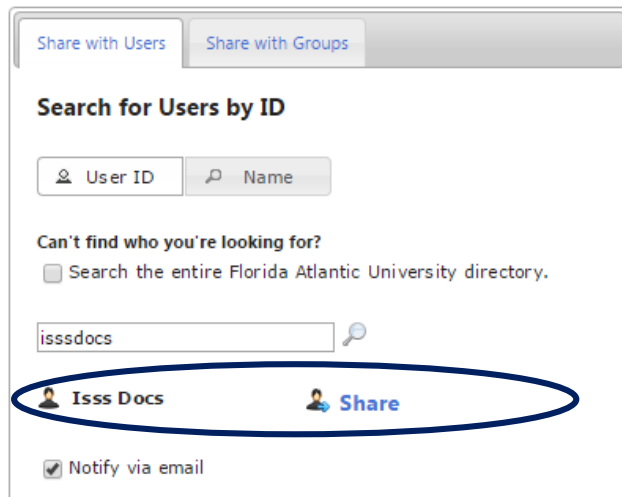 Share with Users
Share with Groups
Search for Users by ID
User ID
Name
Can't find who you're looking for?
Search the entire Florida Atlantic University directory.
isssdocs
Isss Docs
Share
Notify via email